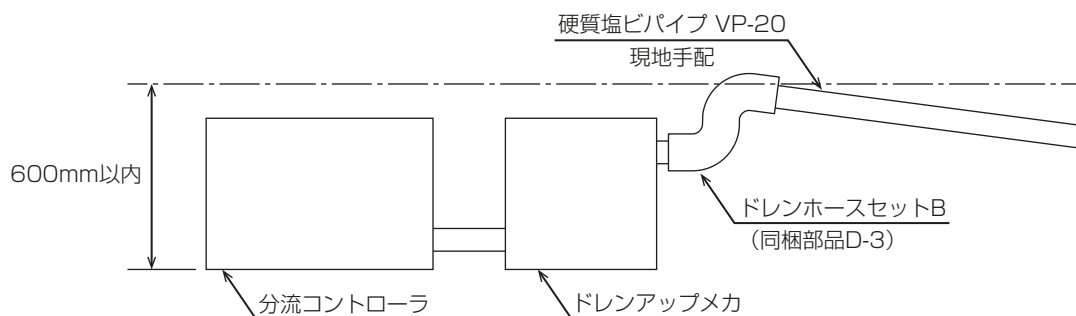 硬質塩ビパイプ VP-20
現地手配
600mm以内
ドレンホースセットB
（同梱部品D-3）
分流コントローラ
ドレンアップメカ